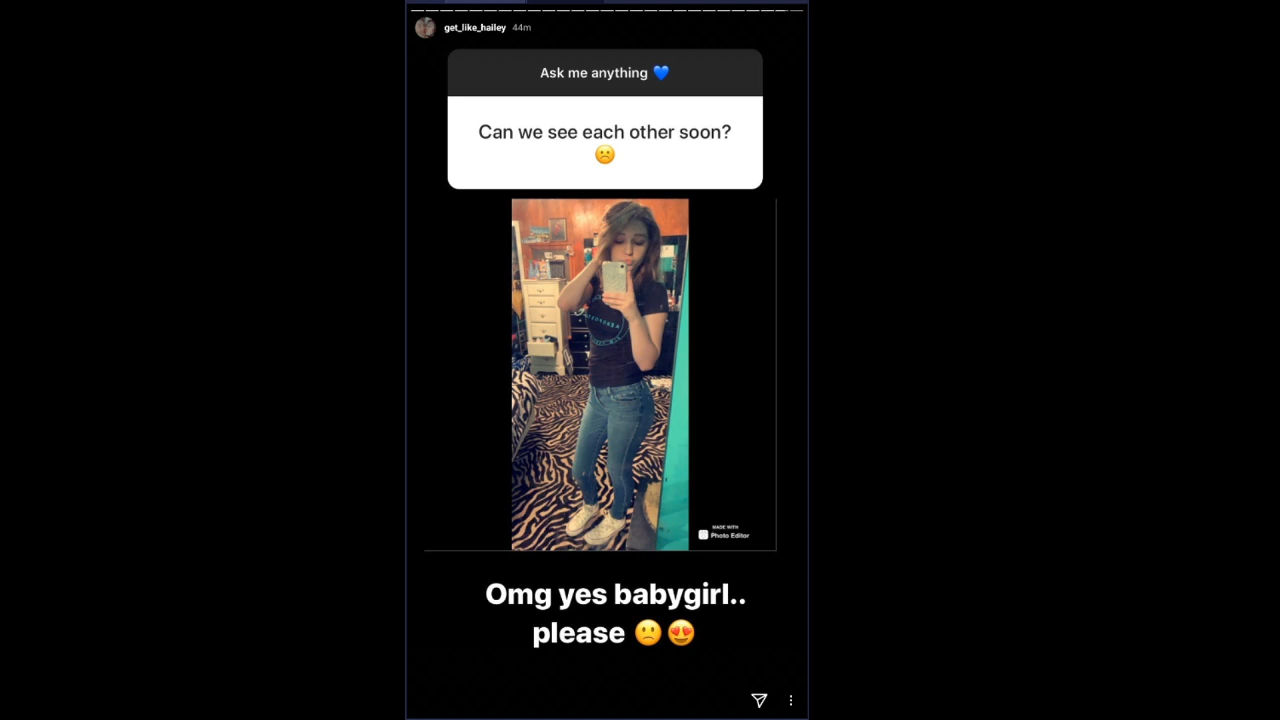 get_like_hailey 44m
Ask me anything 💙
Can we see each other soon?
🙁
MADE WITH
Photo Editor
Omg yes babygirl..
please 🙁😍